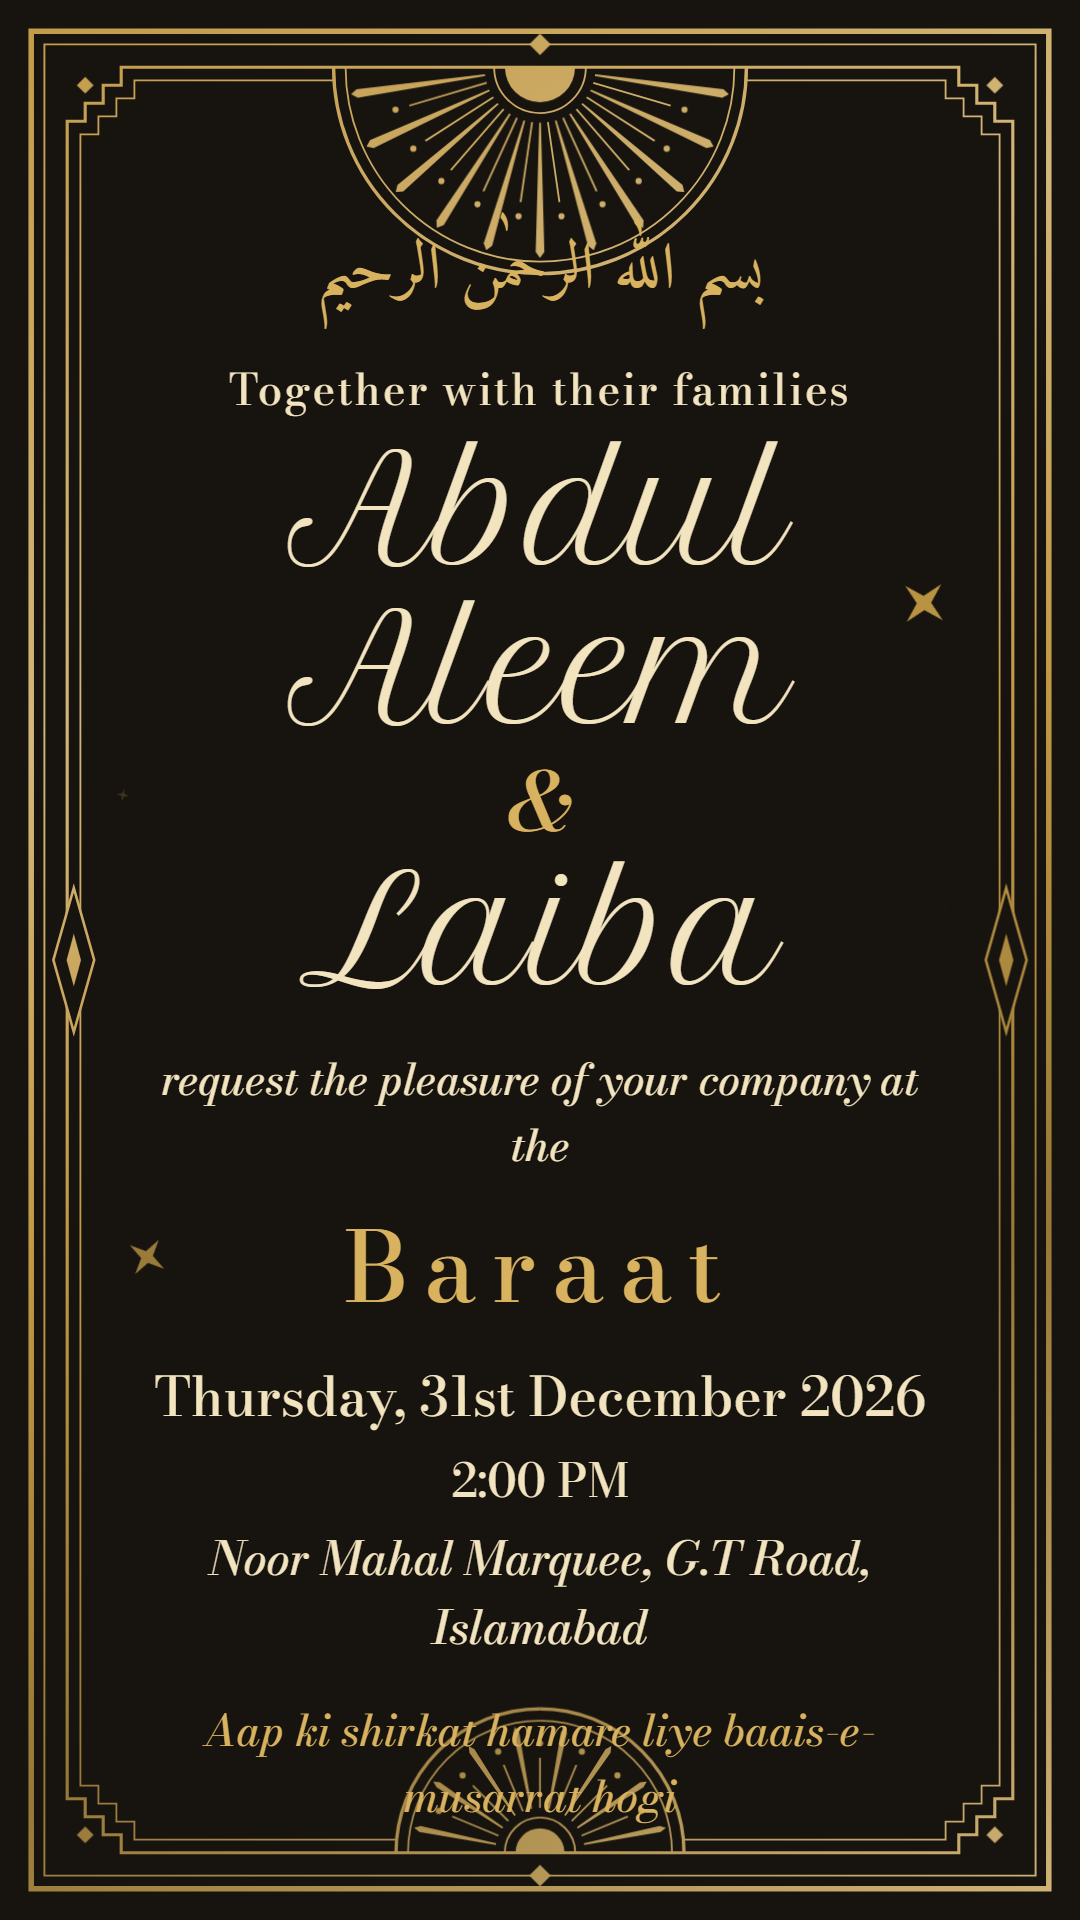 بسم الله الرحمٰن الرحيم
Together with their families
Abdul
Aleem
&
Laiba
request the pleasure of your company at
the
Baraat
Thursday, 31st December 2026
2:00 PM
Noor Mahal Marquee, G.T Road,
Islamabad
Aap ki shirkat hamare liye baais-e-
musarrat hogi